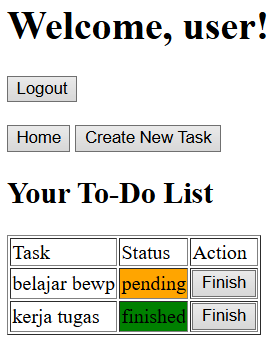 Welcome, user!
Logout
Home Create New Task
Your To-Do List
Task Status Action
belajar bewp pending Finish
kerja tugas finished Finish